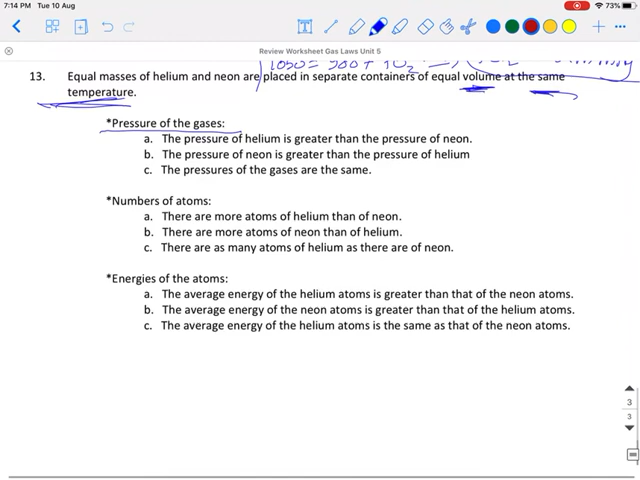 7:14 PM Tue 10 Aug
73%
Review Worksheet Gas Laws Unit 5
13. Equal masses of helium and neon are placed in separate containers of equal volume at the same
temperature.
*Pressure of the gases:
a. The pressure of helium is greater than the pressure of neon.
b. The pressure of neon is greater than the pressure of helium
c. The pressures of the gases are the same.
*Numbers of atoms:
a. There are more atoms of helium than of neon.
b. There are more atoms of neon than of helium.
c. There are as many atoms of helium as there are of neon.
*Energies of the atoms:
a. The average energy of the helium atoms is greater than that of the neon atoms.
b. The average energy of the neon atoms is greater than that of the helium atoms.
c. The average energy of the helium atoms is the same as that of the neon atoms.
3
3